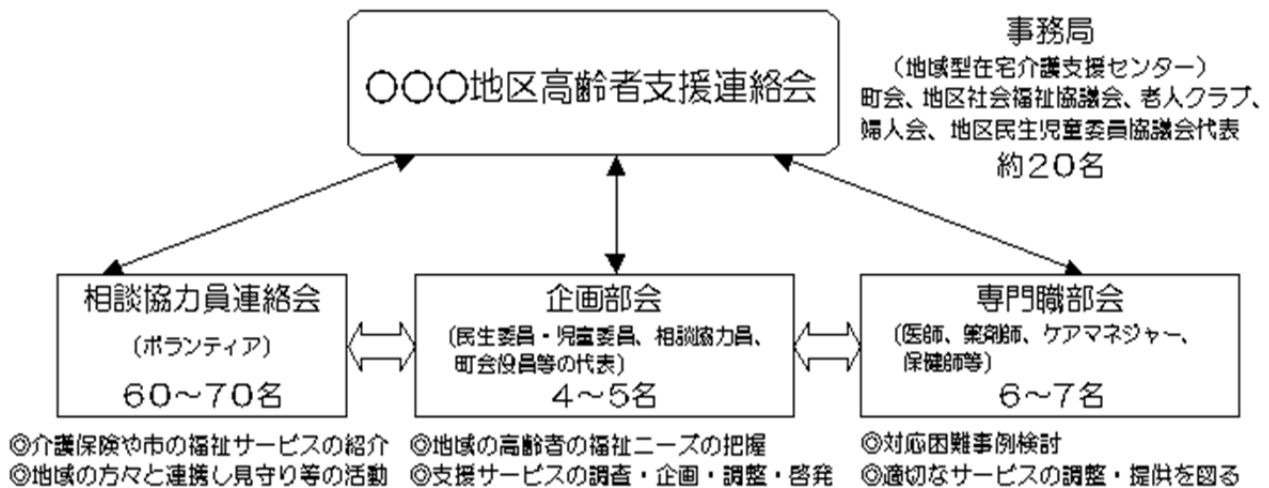 〇〇〇地区高齢者支援連絡会
事務局
（地域型在宅介護支援センター）
町会、地区社会福祉協議会、老人クラブ、
婦人会、地区民生児童委員協議会代表
約20名
相談協力員連絡会
（ボランティア）
60～70名
◎介護保険や市の福祉サービスの紹介
◎地域の方々と連携し見守り等の活動
企画部会
（民生委員・児童委員、相談協力員、
町会役員等の代表）
4～5名
◎地域の高齢者の福祉ニーズの把握
◎支援サービスの調査・企画・調整・啓発
専門職部会
（医師、薬剤師、ケアマネジャー、
保健師等）
6～7名
◎対応困難事例検討
◎適切なサービスの調整・提供を図る